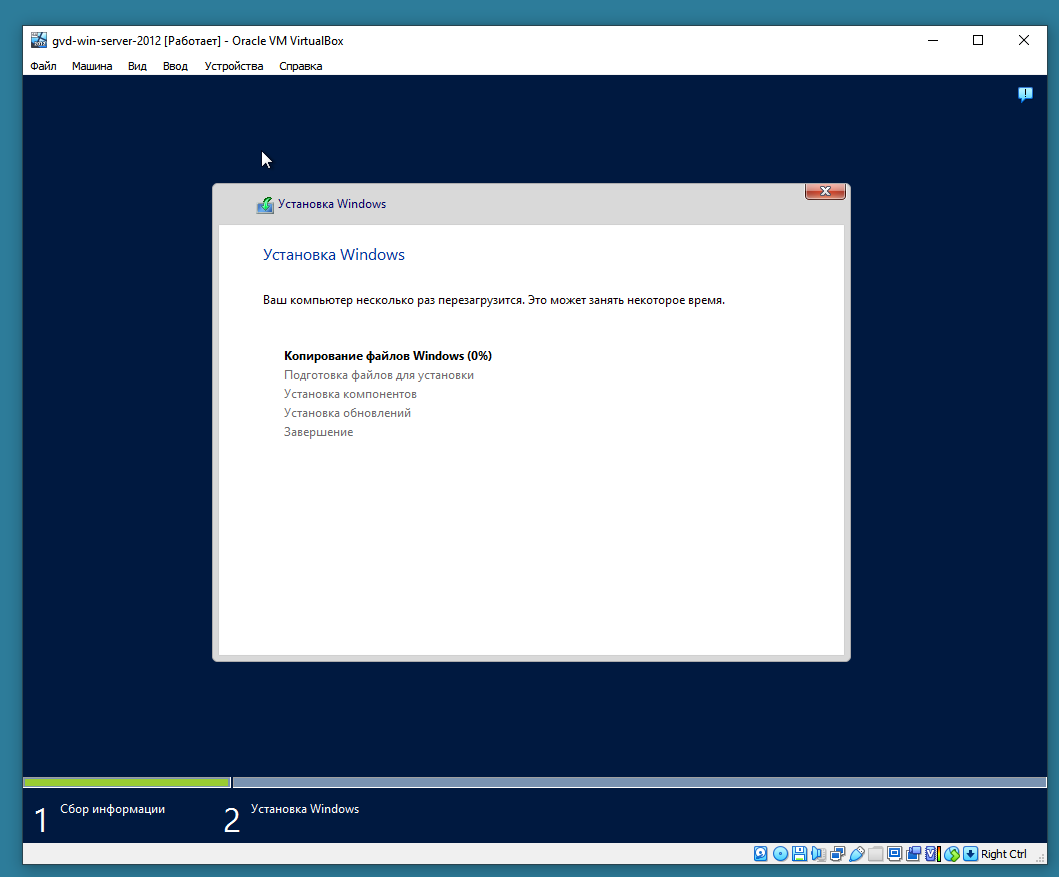 gvd-win-server-2012 [Работает] - Oracle VM VirtualBox
Файл Машина Вид Ввод Устройства Справка
Установка Windows
Установка Windows
Ваш компьютер несколько раз перезагрузится. Это может занять некоторое время.
Копирование файлов Windows (0%)
Подготовка файлов для установки
Установка компонентов
Установка обновлений
Завершение
1 Сбор информации 2 Установка Windows
Right Ctrl